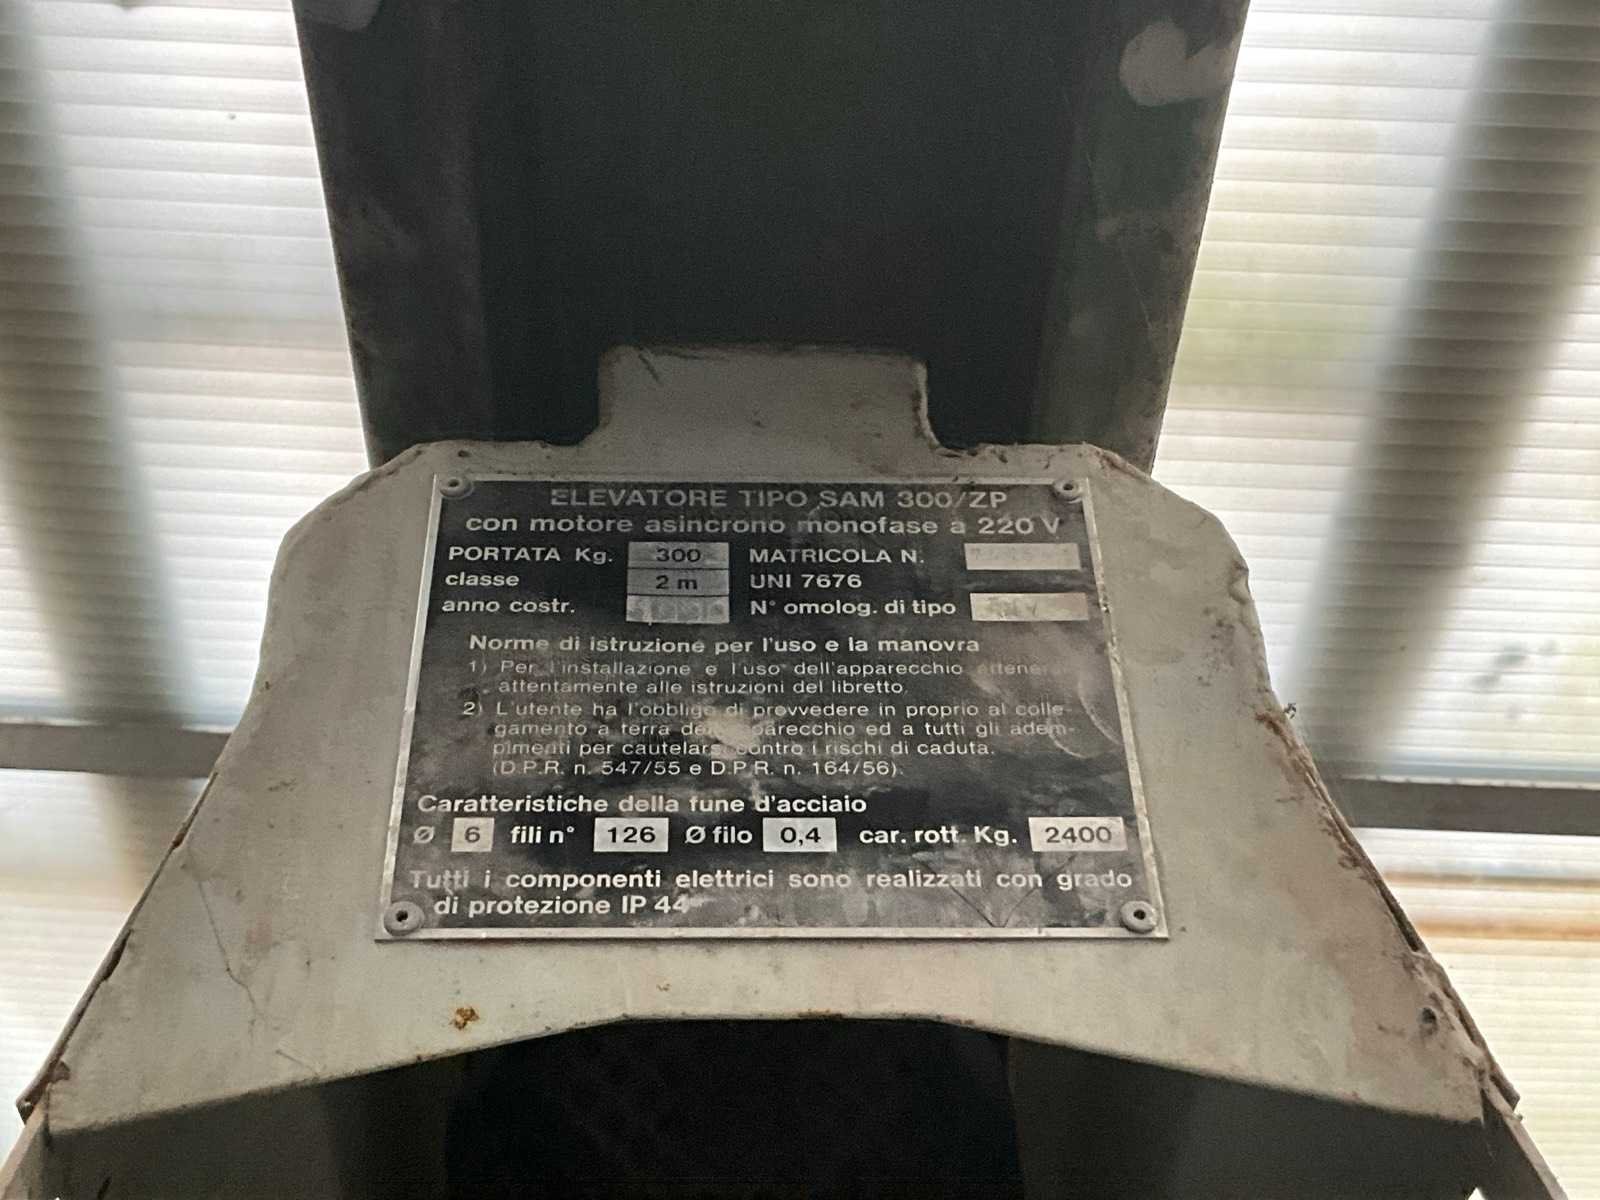 ELEVATORE TIPO SAM 300/ZP
con motore asincrono monofase a 220 V
PORTATA Kg. 300 MATRICOLA N.
classe 2 m UNI 7676
anno costr. N° omolog. di tipo
Norme di istruzione per l'uso e la manovra
1) Per l'installazione e l'uso dell'apparecchio
attentamente alle istruzioni del libretto.
2) L'utente ha l'obbligo di provvedere in proprio al colle-
gamento a terra ed a tutti gli adem-
pimenti per contro i rischi di caduta.
(D.P.R. n. 547/55 e D.P.R. n. 164/56).
Caratteristiche della fune d'acciaio
Ø 6 fili n° 126 Ø filo 0,4 car. rott. Kg. 2400
Tutti i componenti elettrici sono realizzati con grado
di protezione IP 44